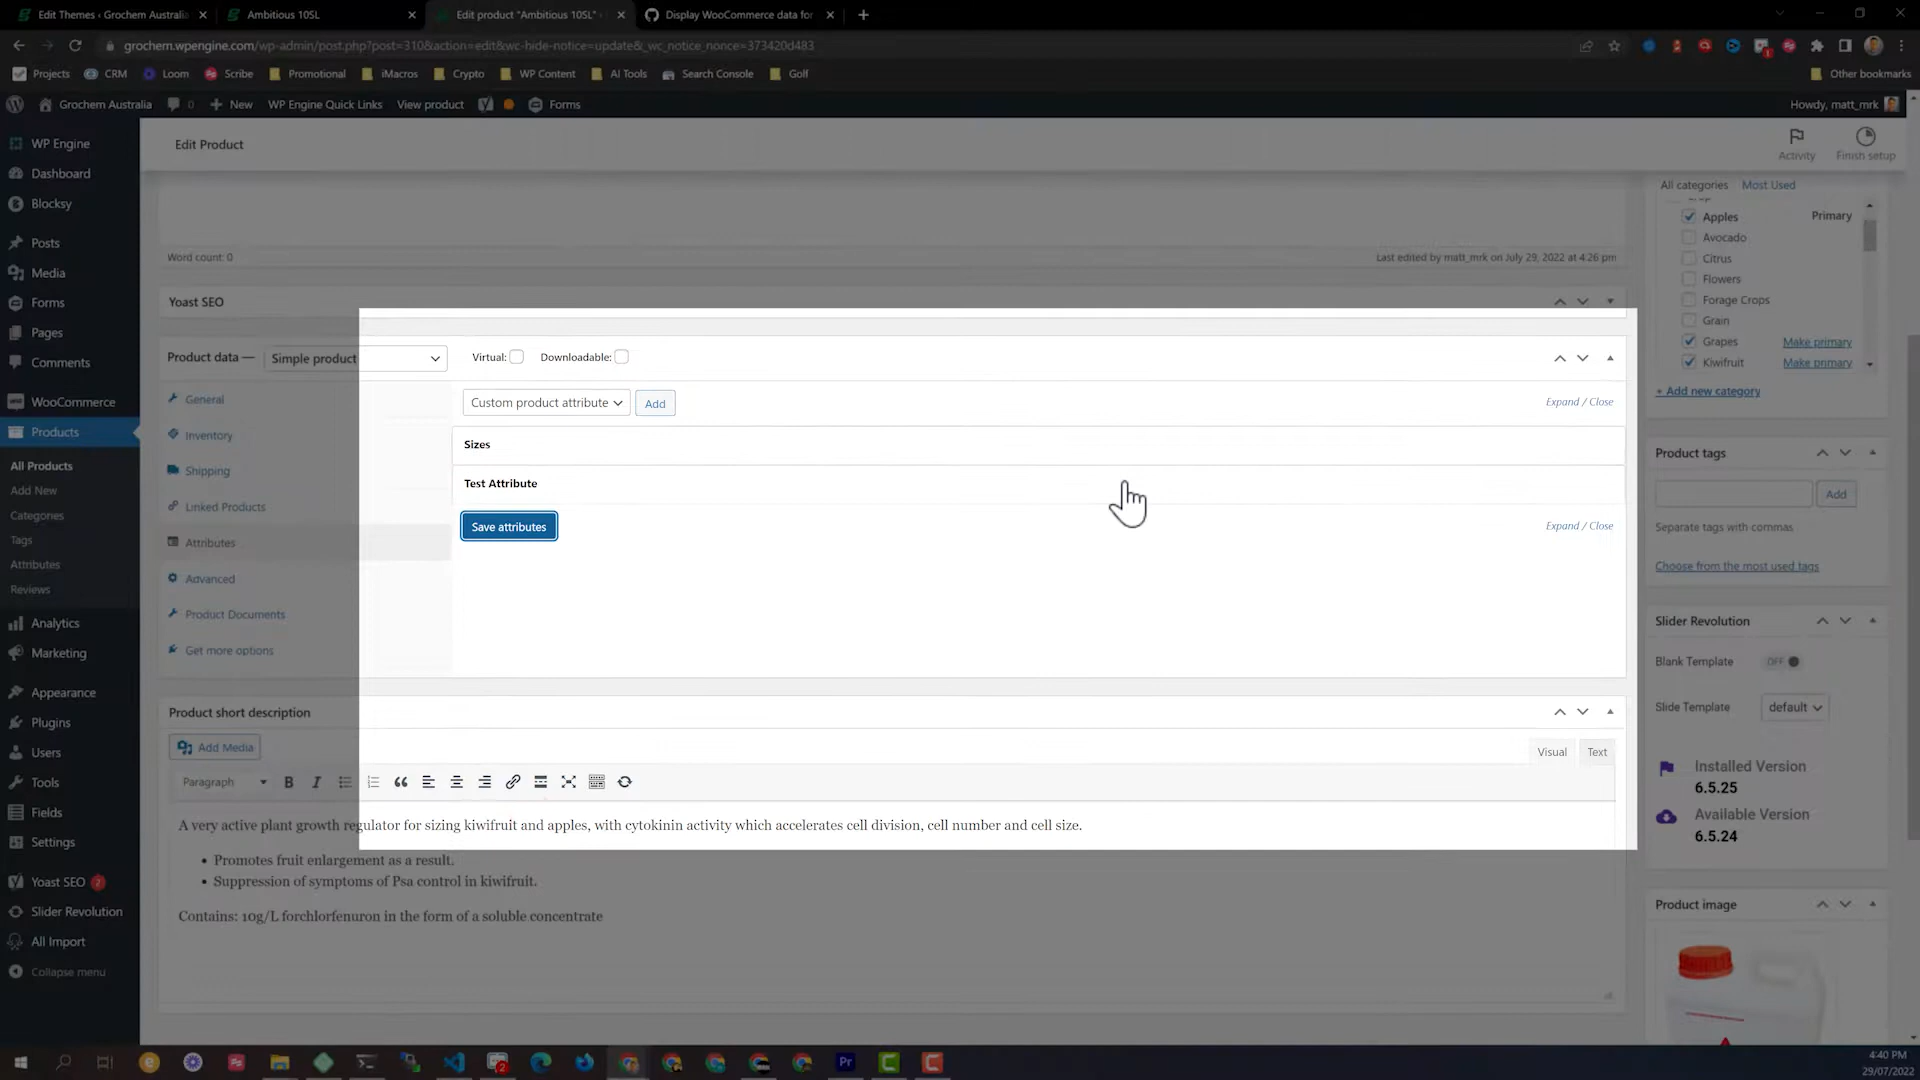 Edit Themes ‹ Grochem Australia
Ambitious 10SL
Edit product "Ambitious 10SL" ‹
Display WooCommerce data for
grochem.wpengine.com/wp-admin/post.php?post=310&action=edit&wc-hide-notice=update&_wc_notice_nonce=373420d483
Projects
CRM
Loom
Scribe
Promotional
iMacros
Crypto
WP Content
AI Tools
Search Console
Golf
Other bookmarks
Grochem Australia
0
New
WP Engine Quick Links
View product
Forms
Howdy, matt_mrk
WP Engine
Dashboard
Blocksy
Posts
Media
Forms
Pages
Comments
WooCommerce
Products
All Products
Add New
Categories
Tags
Attributes
Reviews
Analytics
Marketing
Appearance
Plugins
Users
Tools
Fields
Settings
Yoast SEO 2
Slider Revolution
All Import
Collapse menu
Edit Product
Activity
Finish setup
Word count: 0
Last edited by matt_mrk on July 29, 2022 at 4:26 pm
Yoast SEO
Product data —
Simple product
Virtual:
Downloadable:
General
Inventory
Shipping
Linked Products
Attributes
Advanced
Product Documents
Get more options
Custom product attribute
Add
Expand / Close
Sizes
Test Attribute
Save attributes
Expand / Close
Product short description
Add Media
Visual
Text
Paragraph
B
I
A very active plant growth regulator for sizing kiwifruit and apples, with cytokinin activity which accelerates cell division, cell number and cell size.
• Promotes fruit enlargement as a result.
• Suppression of symptoms of Psa control in kiwifruit.
Contains: 10g/L forchlorfenuron in the form of a soluble concentrate
All categories
Most Used
Apples
Primary
Avocado
Citrus
Flowers
Forage Crops
Grain
Grapes
Make primary
Kiwifruit
Make primary
+ Add new category
Product tags
Add
Separate tags with commas
Choose from the most used tags
Slider Revolution
Blank Template
OFF
Slide Template
default
Installed Version
6.5.25
Available Version
6.5.24
Product image
Pr
2
4:40 PM
29/07/2022